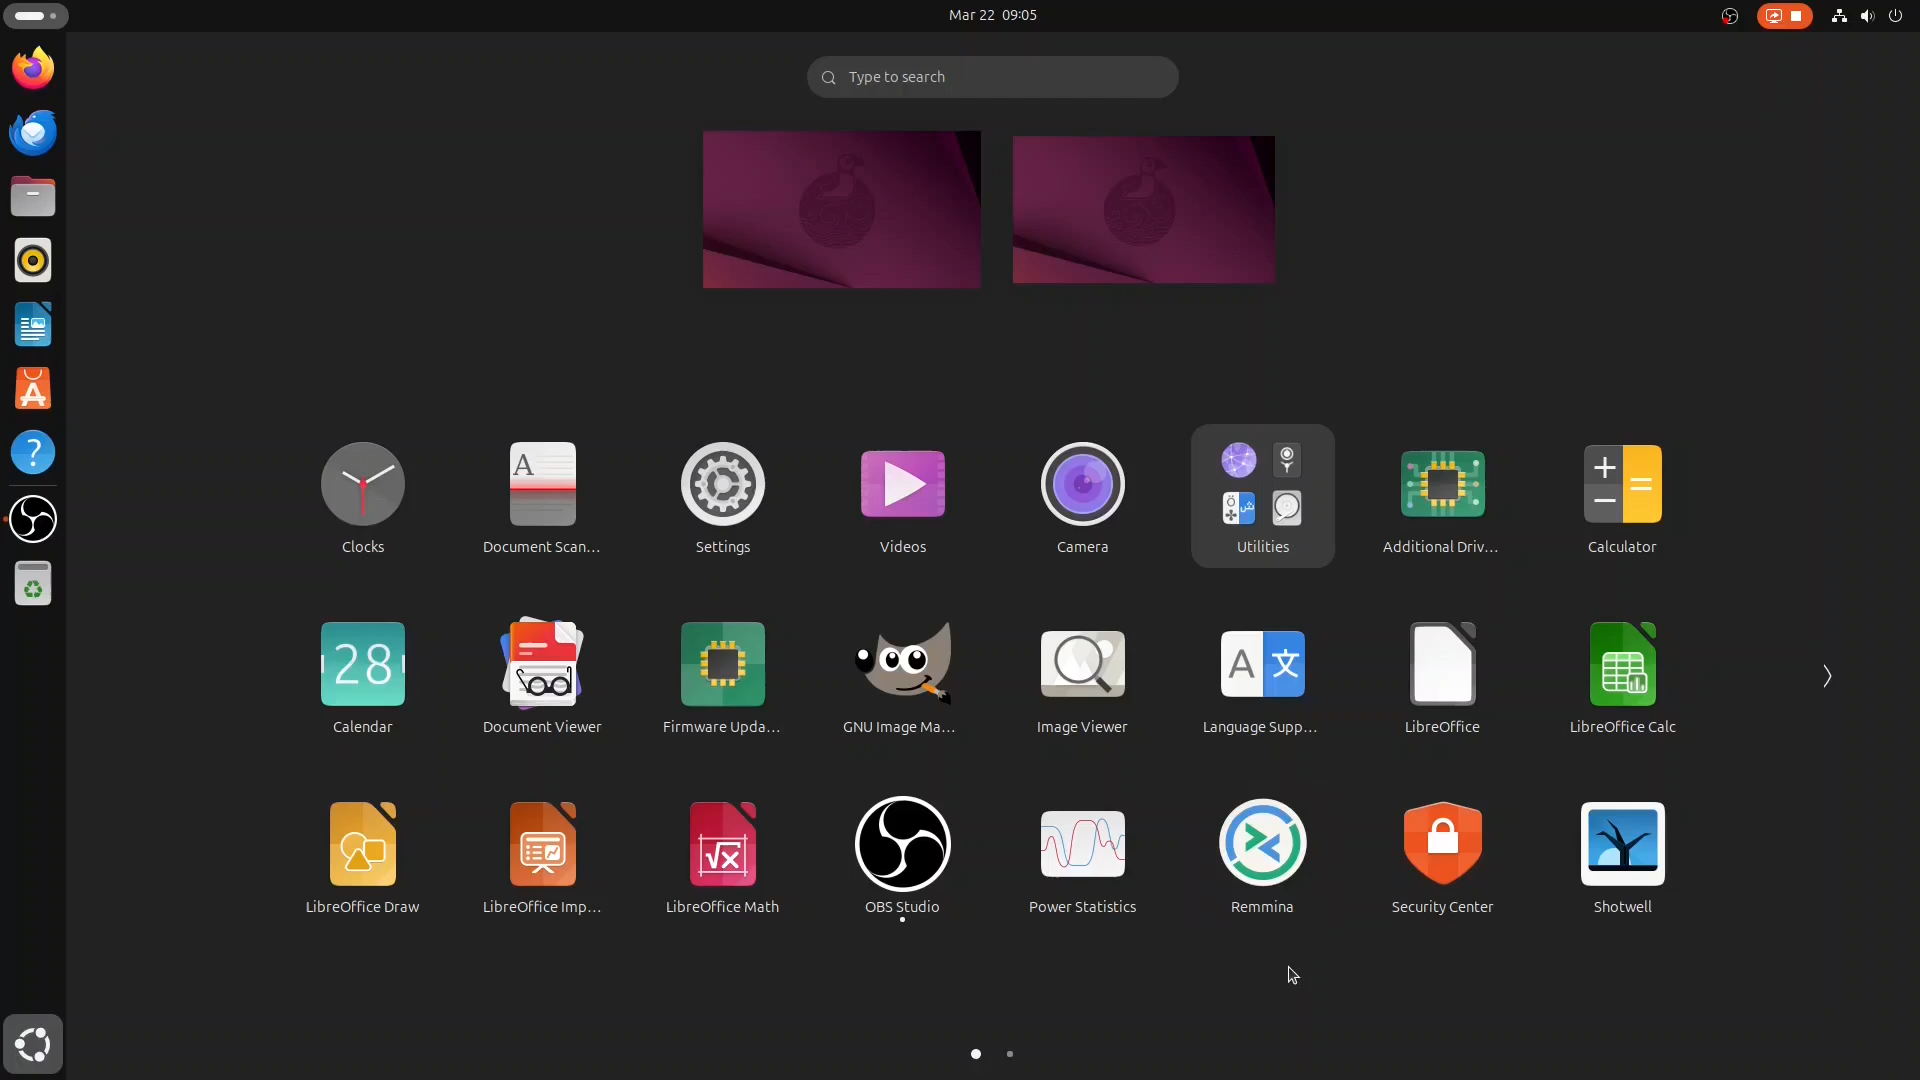 Mar 22 09:05
Type to search
Clocks
Document Scan...
Settings
Videos
Camera
Utilities
Additional Driv...
Calculator
28
Calendar
Document Viewer
Firmware Upda...
GNU Image Ma...
Image Viewer
Language Supp...
LibreOffice
LibreOffice Calc
LibreOffice Draw
LibreOffice Imp...
LibreOffice Math
OBS Studio
Power Statistics
Remmina
Security Center
Shotwell